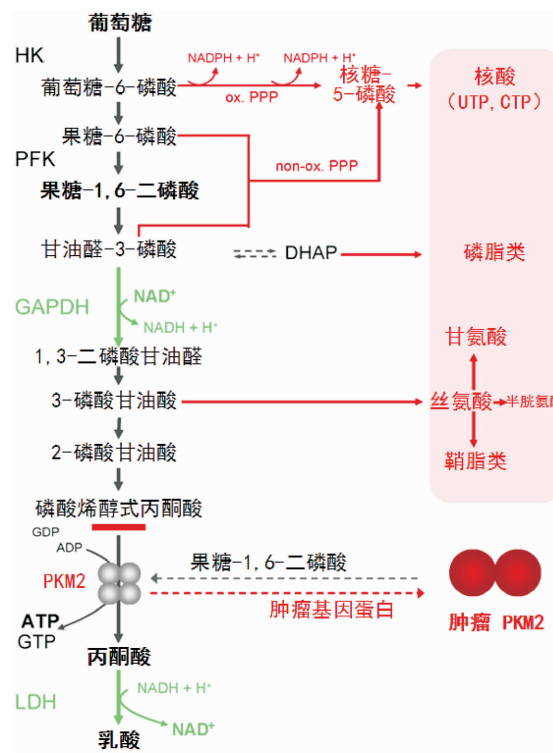 葡萄糖
HK
NADPH + H⁺
NADPH + H⁺
葡萄糖-6-磷酸
ox. PPP
核糖-
5-磷酸
核酸
(UTP, CTP)
果糖-6-磷酸
PFK
non-ox. PPP
果糖-1,6-二磷酸
甘油醛-3-磷酸
DHAP
磷脂类
GAPDH
NAD⁺
NADH + H⁺
甘氨酸
1,3-二磷酸甘油醛
3-磷酸甘油酸
丝氨酸
半胱氨酸
2-磷酸甘油酸
鞘脂类
磷酸烯醇式丙酮酸
GDP
ADP
果糖-1,6-二磷酸
PKM2
肿瘤基因蛋白
肿瘤 PKM2
ATP
GTP
丙酮酸
NADH + H⁺
LDH
NAD⁺
乳酸